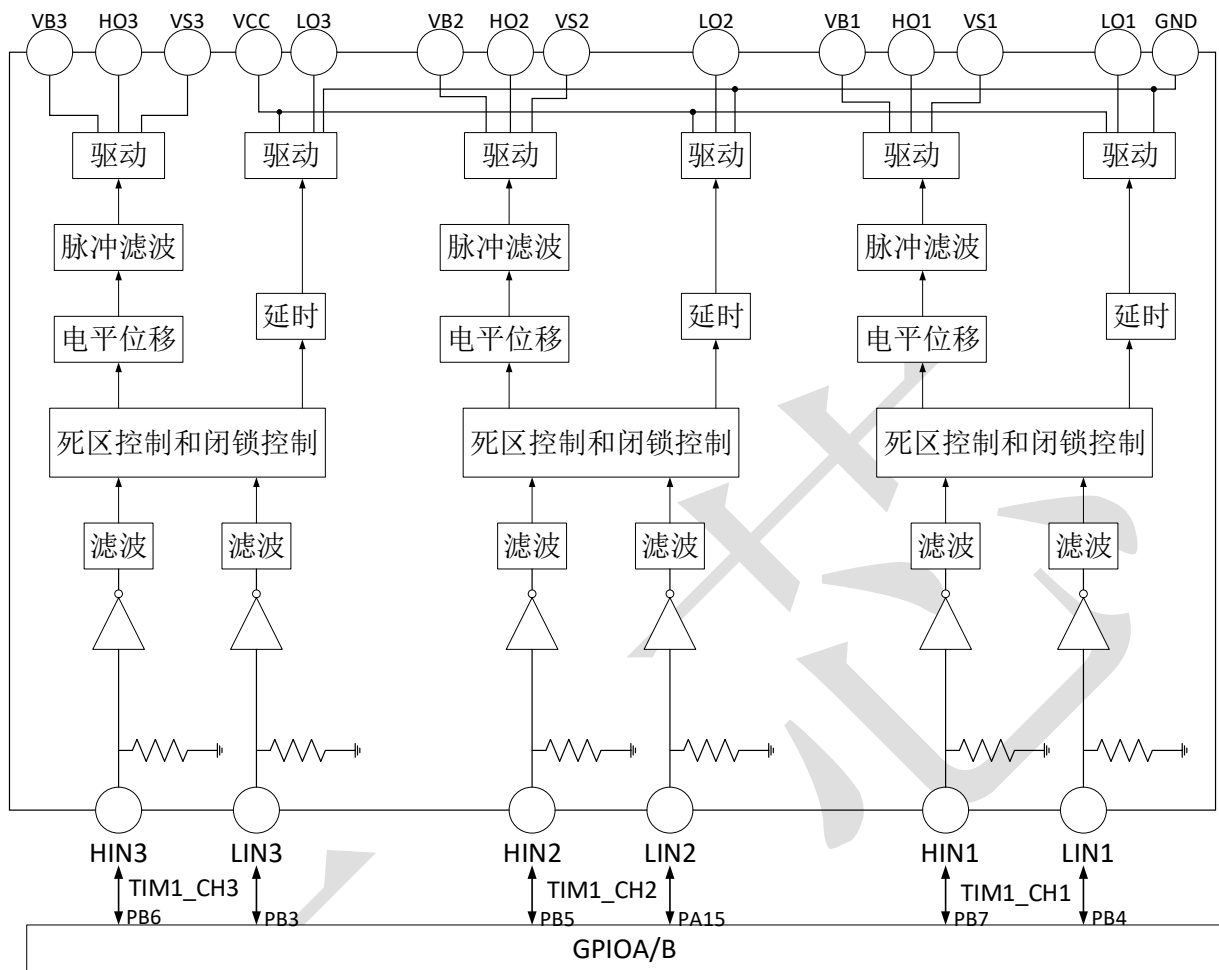 VB3 HO3 VS3 VCC LO3 VB2 HO2 VS2 LO2 VB1 HO1 VS1 LO1 GND
驱动 驱动 驱动 驱动 驱动 驱动
脉冲滤波 脉冲滤波 脉冲滤波
延时 延时 延时
电平位移 电平位移 电平位移
死区控制和闭锁控制 死区控制和闭锁控制 死区控制和闭锁控制
滤波 滤波 滤波 滤波 滤波 滤波
HIN3 LIN3 HIN2 LIN2 HIN1 LIN1
TIM1_CH3 TIM1_CH2 TIM1_CH1
PB6 PB3 PB5 PA15 PB7 PB4
GPIOA/B